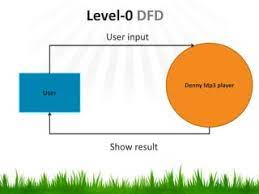 Level-0 DFD
User input
User
Denny Mp3 player
Show result